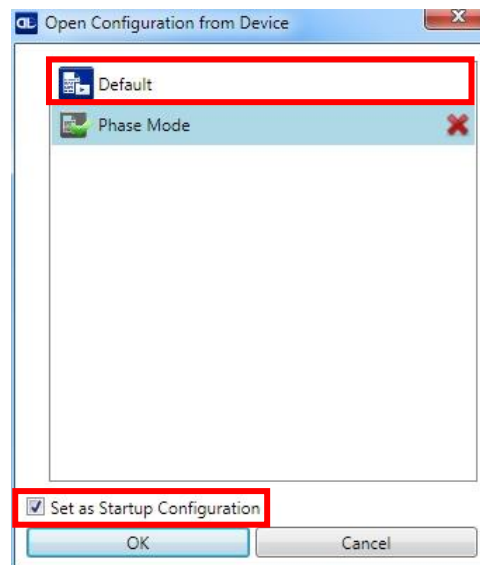 Open Configuration from Device
Default
Phase Mode
Set as Startup Configuration
OK
Cancel